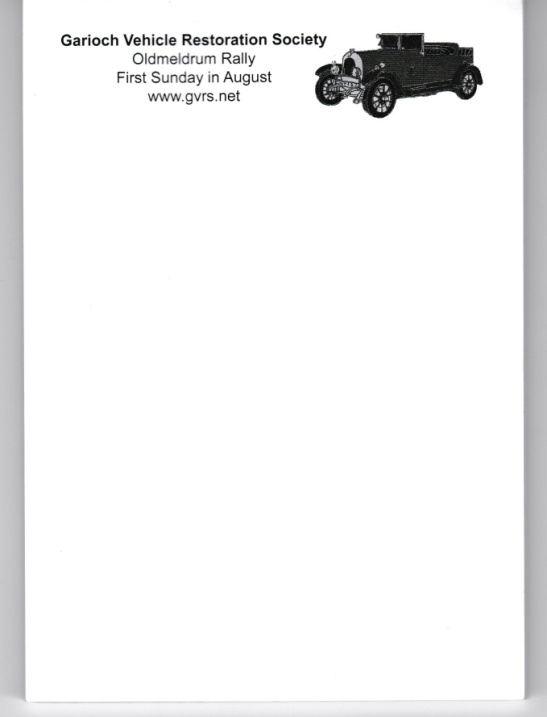 Garioch Vehicle Restoration Society
Oldmeldrum Rally
First Sunday in August
www.gvrs.net